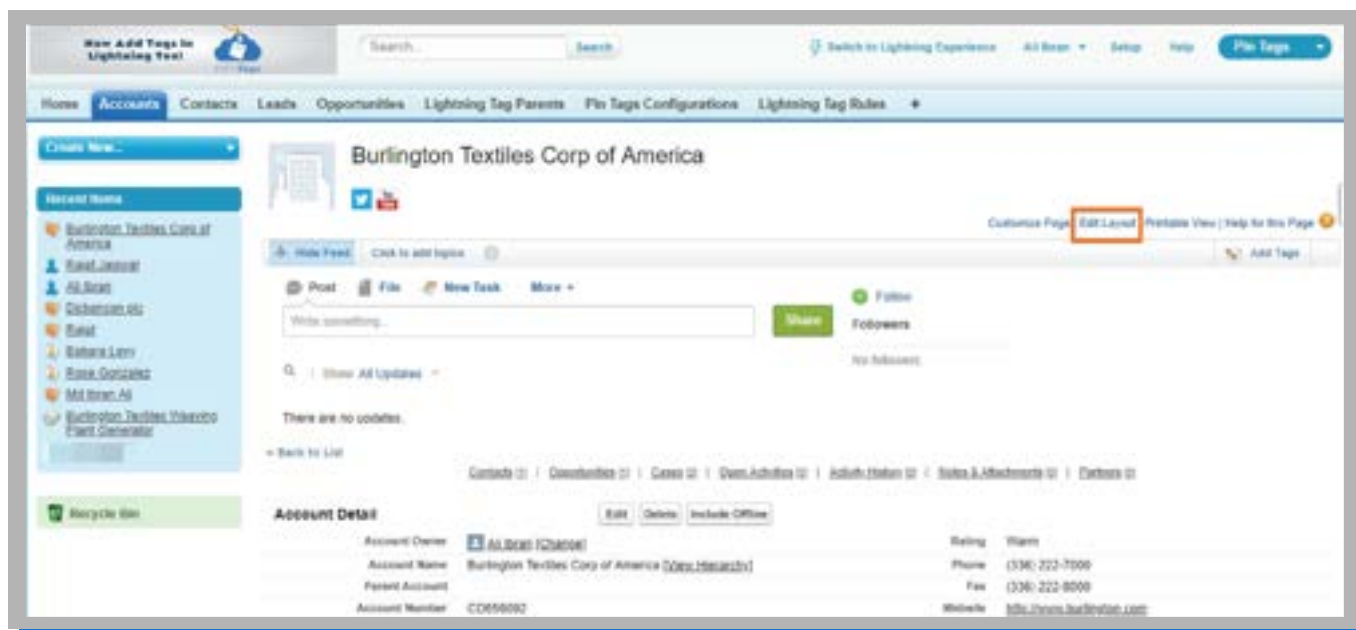 How Add Tags in
Lightning Tool
Search...
Search
Switch to Lightning Experience
Ali Ibran
Setup
Help
Pin Tags
Home Accounts Contacts Leads Opportunities Lightning Tag Parents Pin Tags Configurations Lightning Tag Rules +
Create New...
Burlington Textiles Corp of America
You
Recent Items
Customize Page | Edit Layout | Printable View | Help for this Page
Burlington Textiles Corp of
America
Ali Ibran
Dickenson plc
Babara Levy
Rose Gonzalez
Md Ibran Ali
Burlington Textiles Weaving
Plant Generator
Recycle Bin
Hide Feed
Click to add topics
Add Tags
Post File New Task More +
Write something...
Share
Follow
Followers
No followers.
Show All Updates
There are no updates.
« Back to List
Contacts | Opportunities | Cases | Open Activities | Activity History | Notes & Attachments | Partners
Account Detail
Edit Delete Include Offline
Account Owner Ali Ibran [Change]
Rating Warm
Account Name Burlington Textiles Corp of America [View Hierarchy]
Phone (336) 222-7000
Parent Account
Fax (336) 222-8000
Account Number CD656092
Website http://www.burlington.com